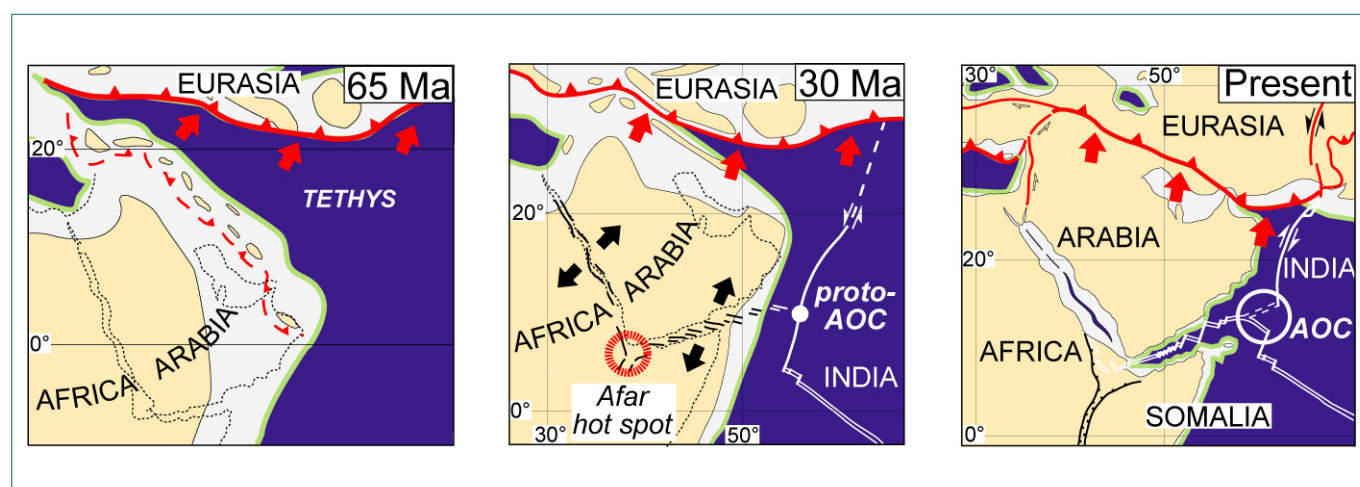 EURASIA
65 Ma
20°
TETHYS
ARABIA
0°
AFRICA
EURASIA
30 Ma
20°
ARABIA
AFRICA
proto-
AOC
INDIA
Afar
hot spot
0°
30°
50°
30°
50°
Present
EURASIA
ARABIA
20°
INDIA
AOC
AFRICA
SOMALIA
0°